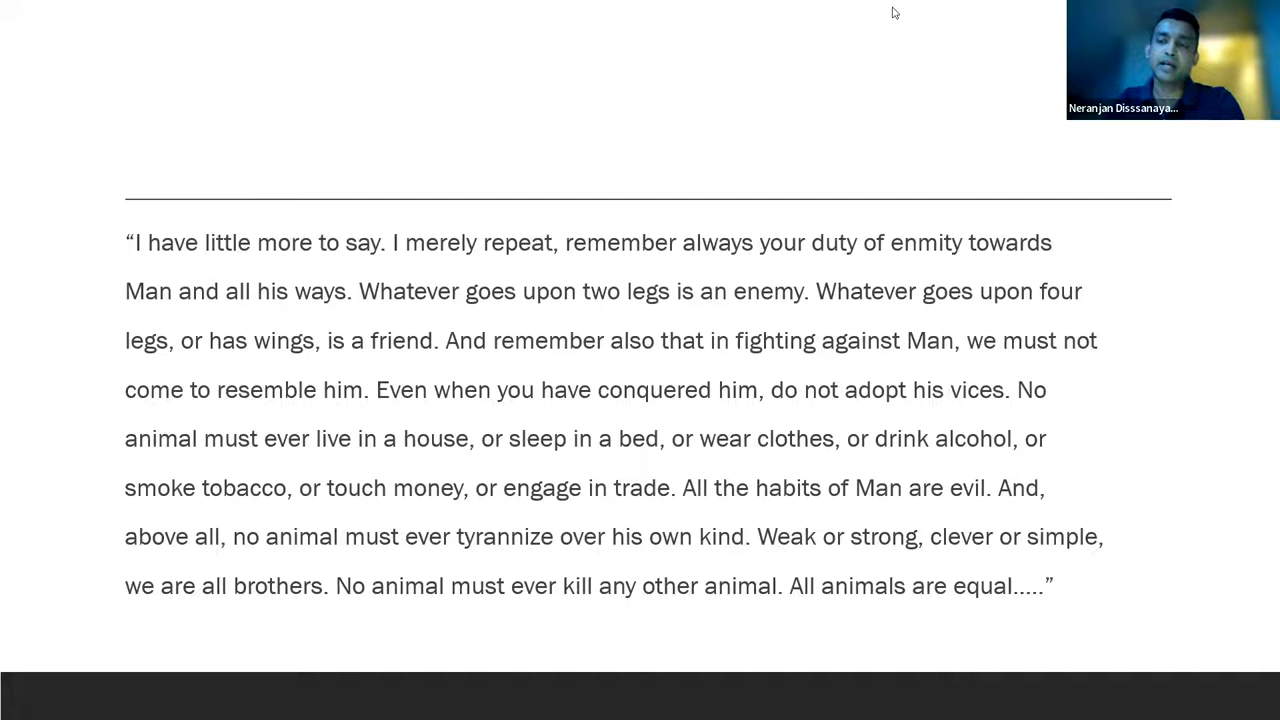 Neranjan Disssanaya...
“I have little more to say. I merely repeat, remember always your duty of enmity towards
Man and all his ways. Whatever goes upon two legs is an enemy. Whatever goes upon four
legs, or has wings, is a friend. And remember also that in fighting against Man, we must not
come to resemble him. Even when you have conquered him, do not adopt his vices. No
animal must ever live in a house, or sleep in a bed, or wear clothes, or drink alcohol, or
smoke tobacco, or touch money, or engage in trade. All the habits of Man are evil. And,
above all, no animal must ever tyrannize over his own kind. Weak or strong, clever or simple,
we are all brothers. No animal must ever kill any other animal. All animals are equal.....”